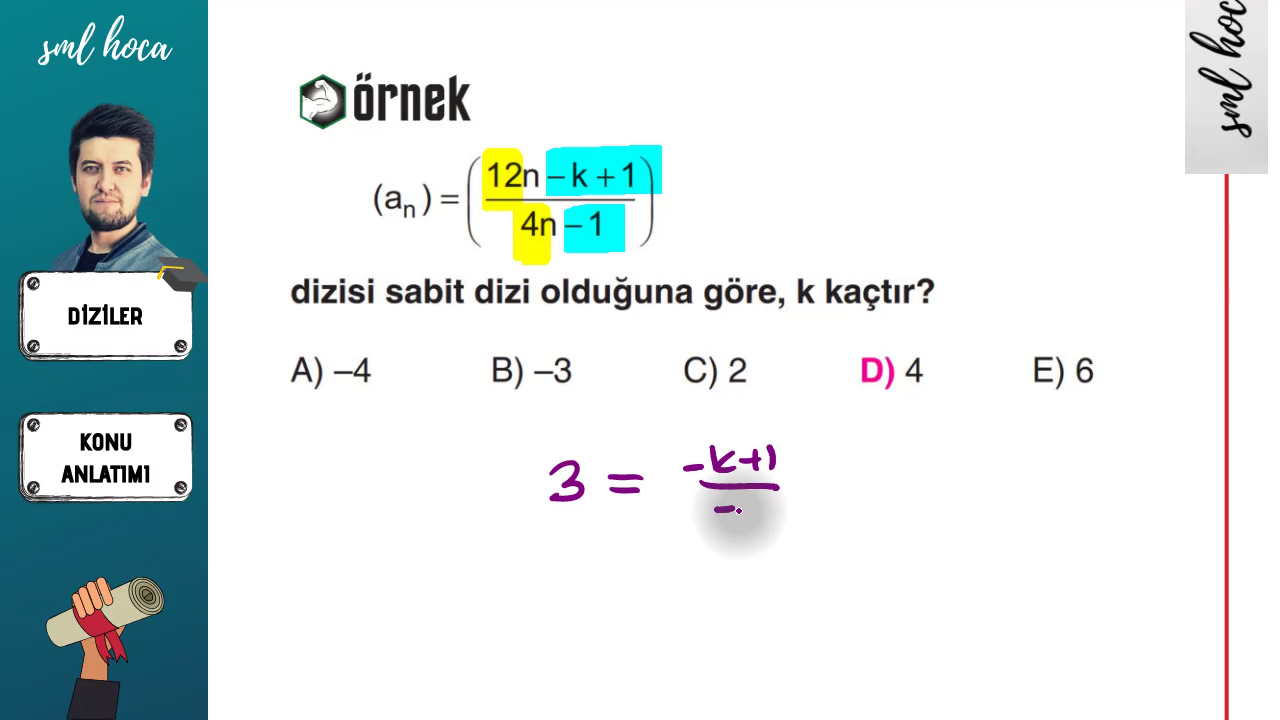 sml hoca
DİZİLER
KONU
ANLATIMI
sml hoc
örnek
(aₙ) = (12n − k + 1 / 4n − 1)
dizisi sabit dizi olduğuna göre, k kaçtır?
A) –4 B) –3 C) 2 D) 4 E) 6
3 = -k+1 / -